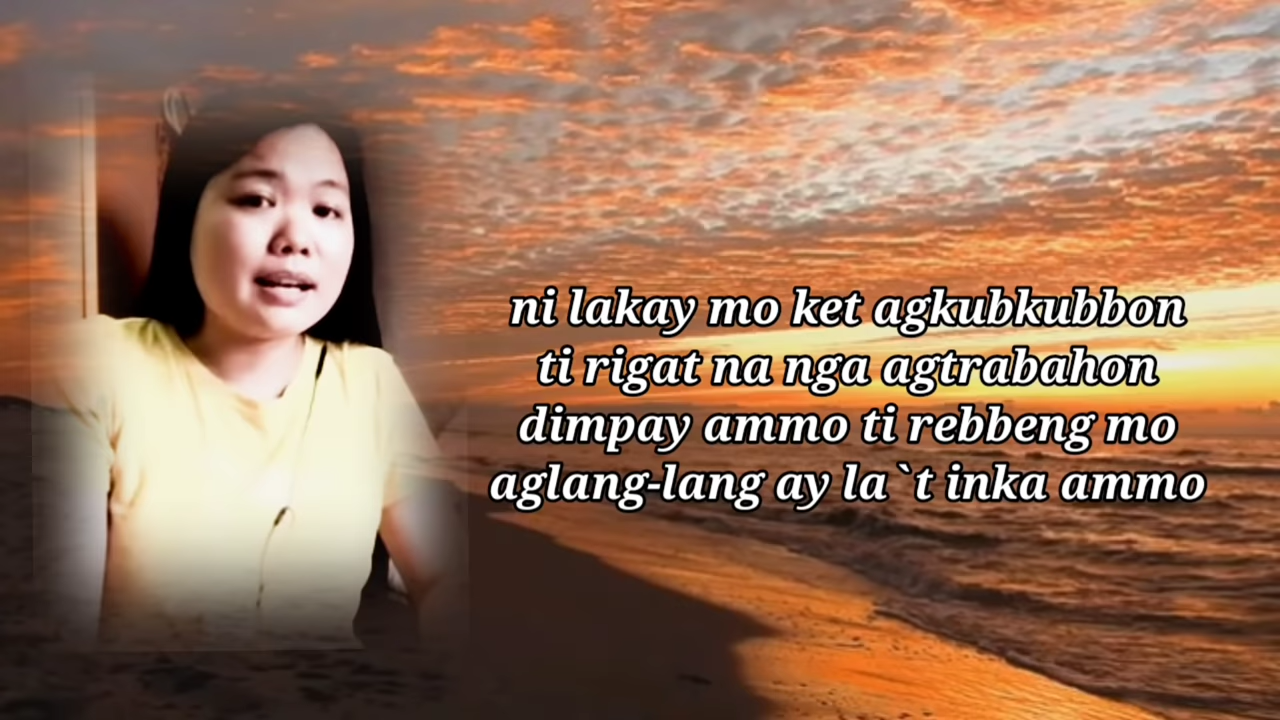 ni lakay mo ket agkubkubbon
ti rigat na nga agtrabahon
dimpay ammo ti rebbeng mo
aglang-lang ay la`t inka ammo